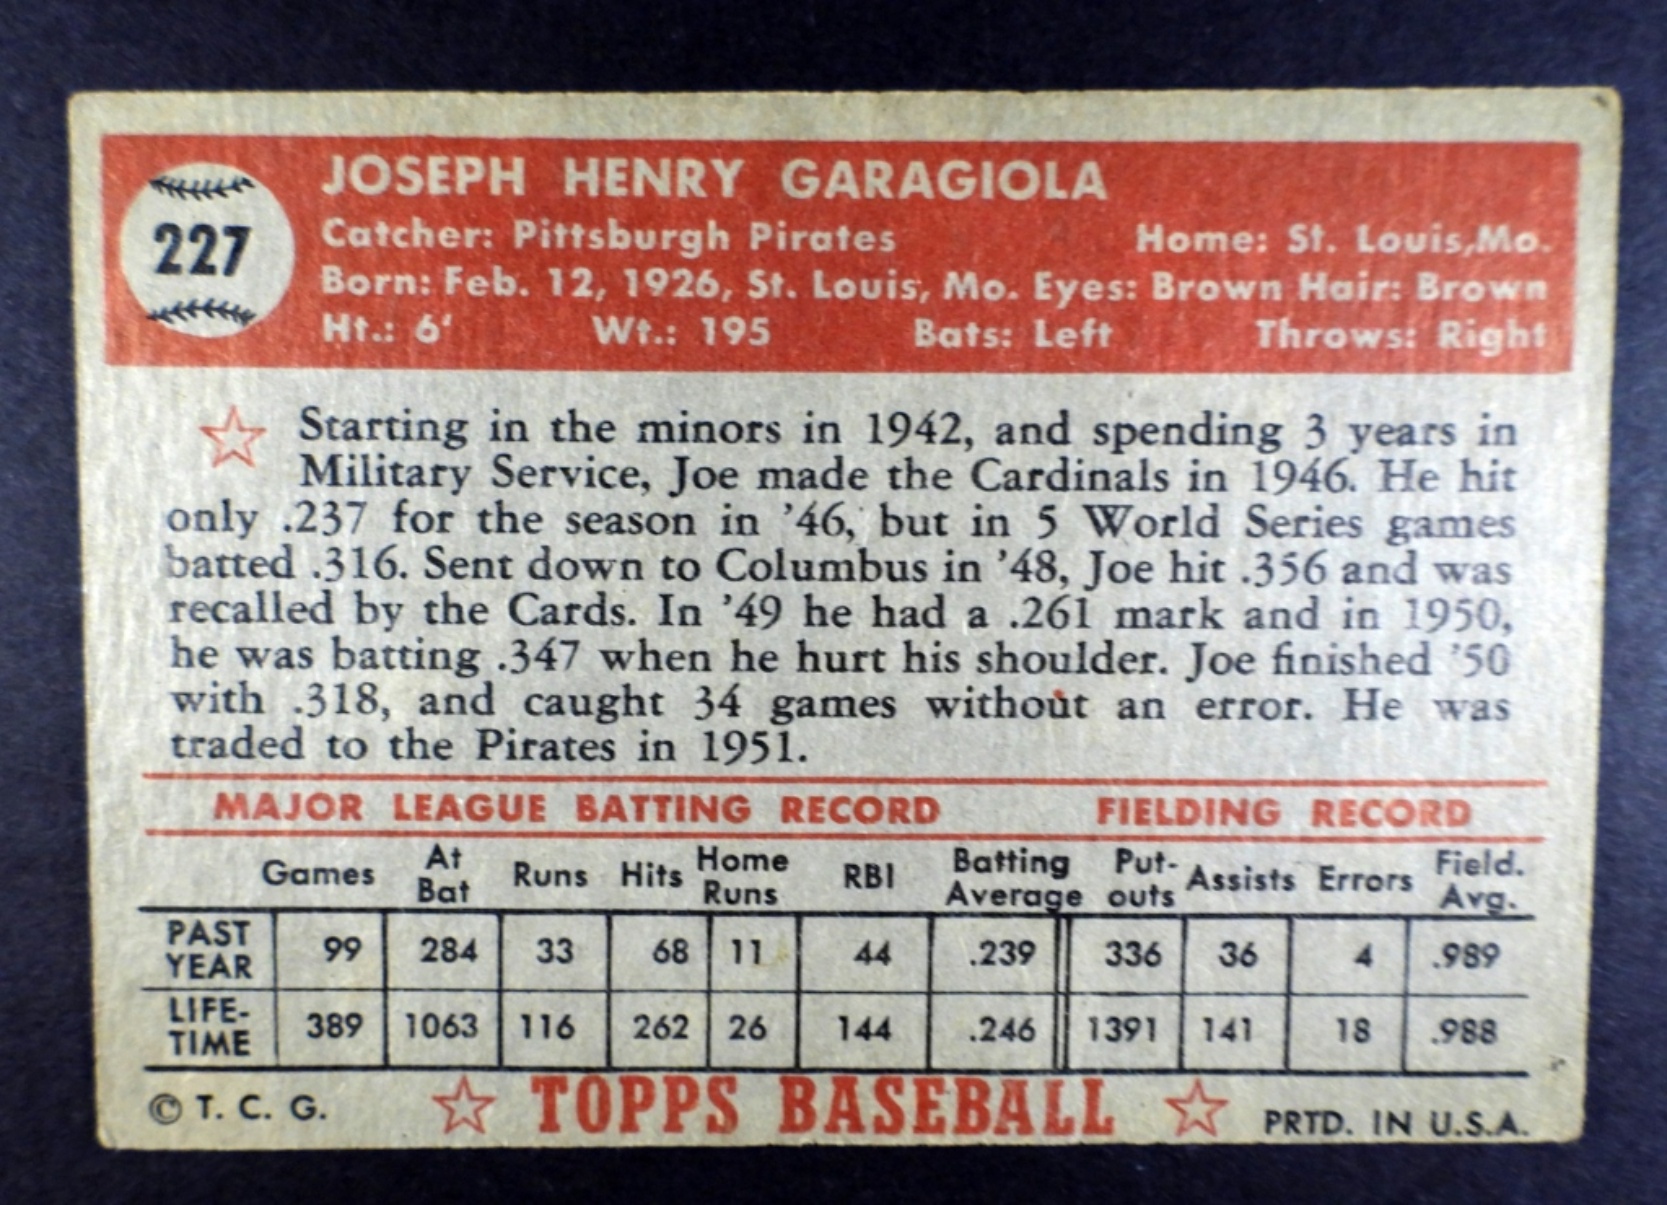 227
JOSEPH HENRY GARAGIOLA
Catcher: Pittsburgh Pirates Home: St. Louis, Mo.
Born: Feb. 12, 1926, St. Louis, Mo. Eyes: Brown Hair: Brown
Ht.: 6' Wt.: 195 Bats: Left Throws: Right
Starting in the minors in 1942, and spending 3 years in
Military Service, Joe made the Cardinals in 1946. He hit
only .237 for the season in '46, but in 5 World Series games
batted .316. Sent down to Columbus in '48, Joe hit .356 and was
recalled by the Cards. In '49 he had a .261 mark and in 1950,
he was batting .347 when he hurt his shoulder. Joe finished '50
with .318, and caught 34 games without an error. He was
traded to the Pirates in 1951.
MAJOR LEAGUE BATTING RECORD FIELDING RECORD
Games At Bat Runs Hits Home Runs RBI Batting Average Put-outs Assists Errors Field. Avg.
PAST YEAR 99 284 33 68 11 44 .239 336 36 4 .989
LIFE-TIME 389 1063 116 262 26 144 .246 1391 141 18 .988
© T. C. G. TOPPS BASEBALL PRTD. IN U.S.A.